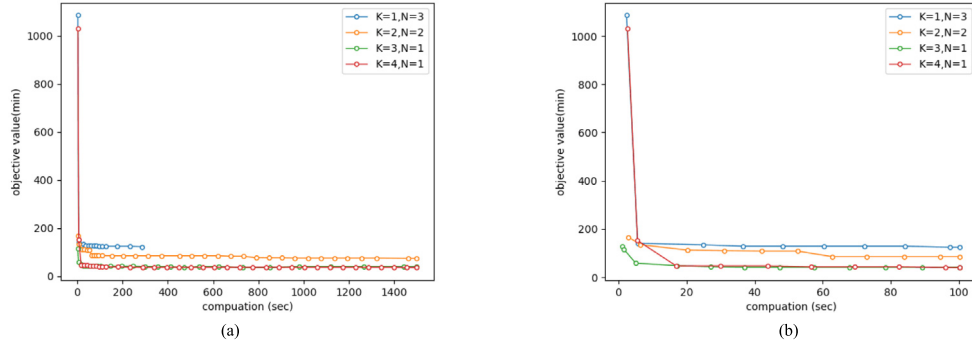 K=1,N=3
K=2,N=2
K=3,N=1
K=4,N=1
1000
800
600
400
200
0
objective value(min)
0 200 400 600 800 1000 1200 1400
compuation (sec)
(a)
K=1,N=3
K=2,N=2
K=3,N=1
K=4,N=1
1000
800
600
400
200
0
objective value(min)
0 20 40 60 80 100
compuation (sec)
(b)